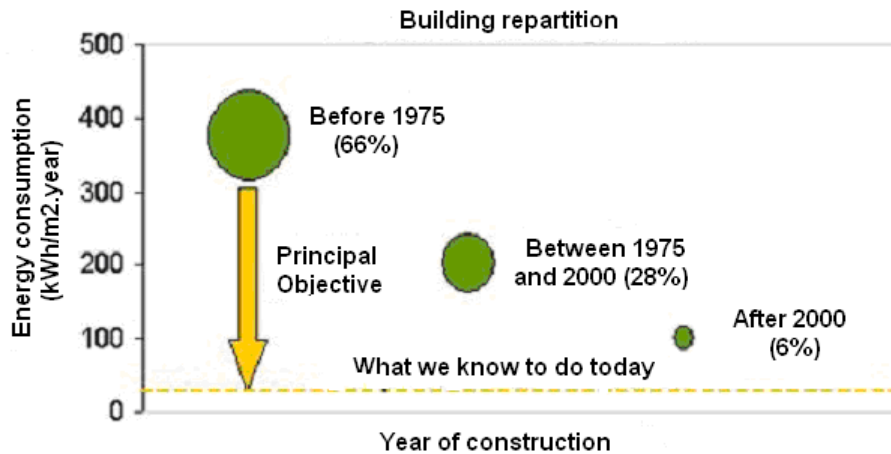 Building repartition
Energy consumption
(kWh/m2.year)
500
400
300
200
100
0
Before 1975
(66%)
Principal
Objective
Between 1975
and 2000 (28%)
After 2000
(6%)
What we know to do today
Year of construction